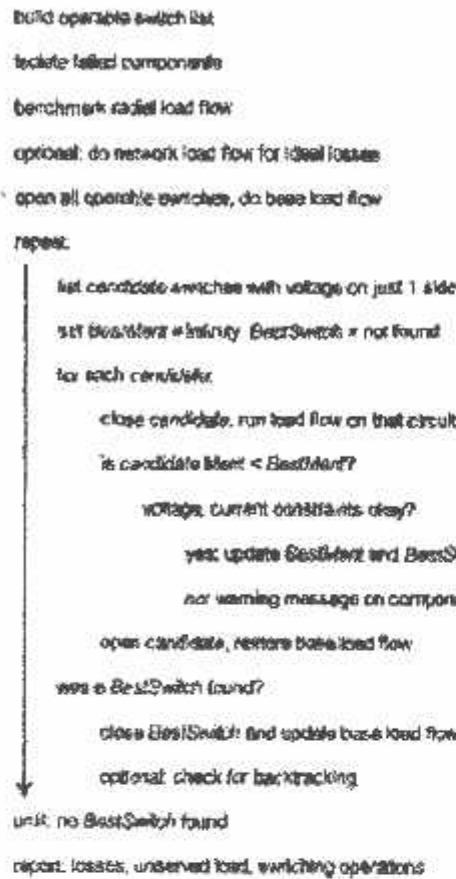 build operable switch list
isolate failed components
benchmark radial load flow
optional: do network load flow for ideal losses
open all operable switches, do base load flow
repeat:
list candidate switches with voltage on just 1 side
set BestMerit = Infinity BestSwitch = not found
for each candidate:
close candidate, run load flow on that circuit
is candidate Merit < BestMerit?
voltage, current constraints okay?
yes: update BestMerit and BestS
no: warning message on compon
open candidate, restore base load flow
was a BestSwitch found?
close BestSwitch and update base load flow
optional: check for backtracking
until: no BestSwitch found
report: losses, unserved load, switching operations